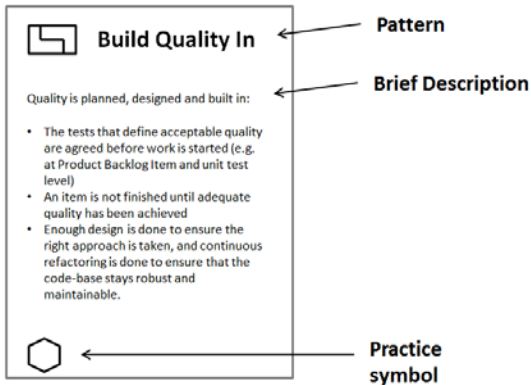 Build Quality In
Pattern
Brief Description
Quality is planned, designed and built in:
• The tests that define acceptable quality
are agreed before work is started (e.g.
at Product Backlog Item and unit test
level)
• An item is not finished until adequate
quality has been achieved
• Enough design is done to ensure the
right approach is taken, and continuous
refactoring is done to ensure that the
code-base stays robust and
maintainable.
Practice
symbol